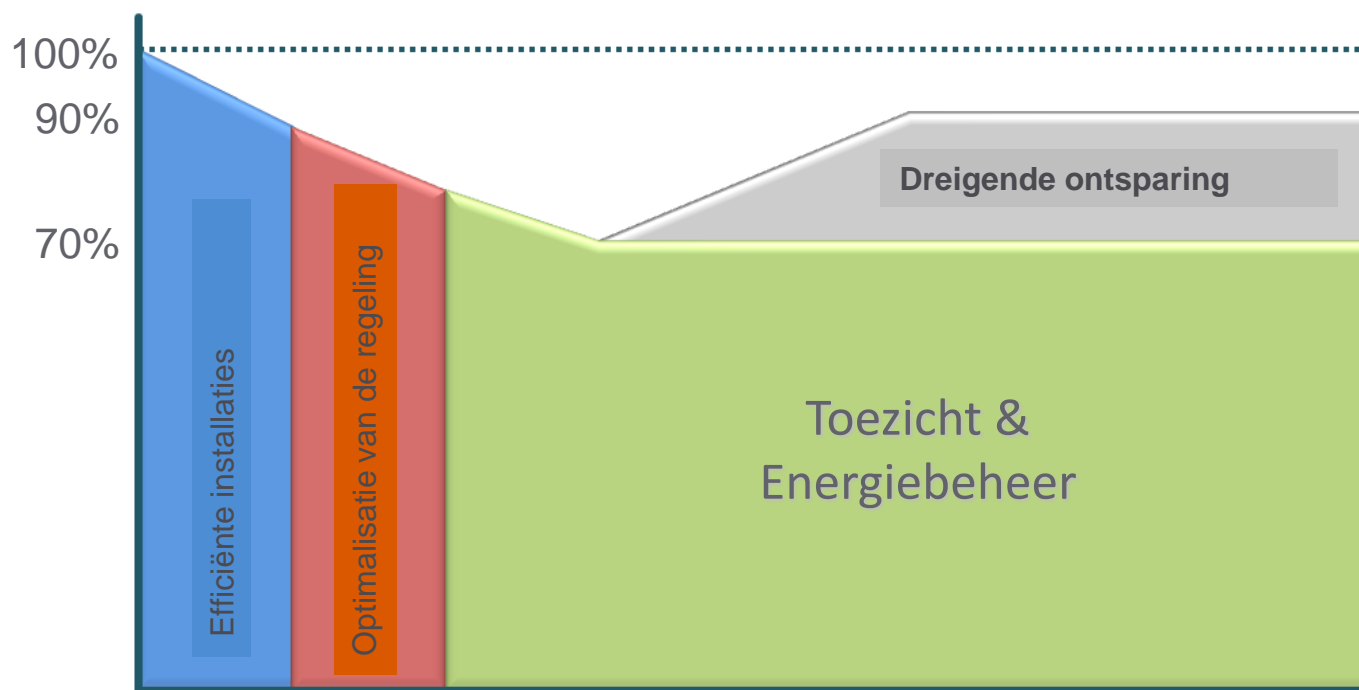 100%
90%
70%
Dreigende ontsparing
Efficiënte installaties
Optimalisatie van de regeling
Toezicht &
Energiebeheer